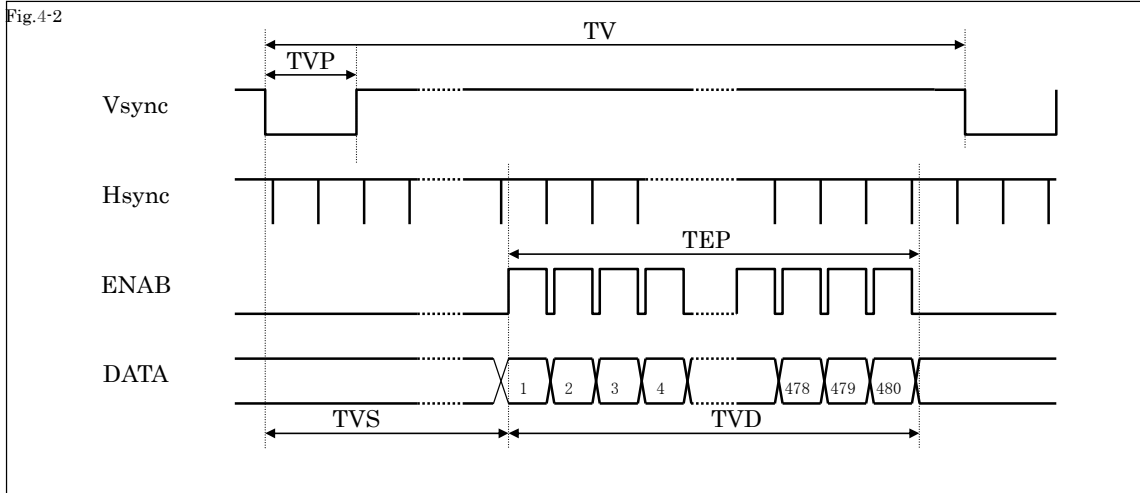 Fig.4-2
TV
TVP
Vsync
Hsync
TEP
ENAB
DATA
1 2 3 4 478 479 480
TVS TVD